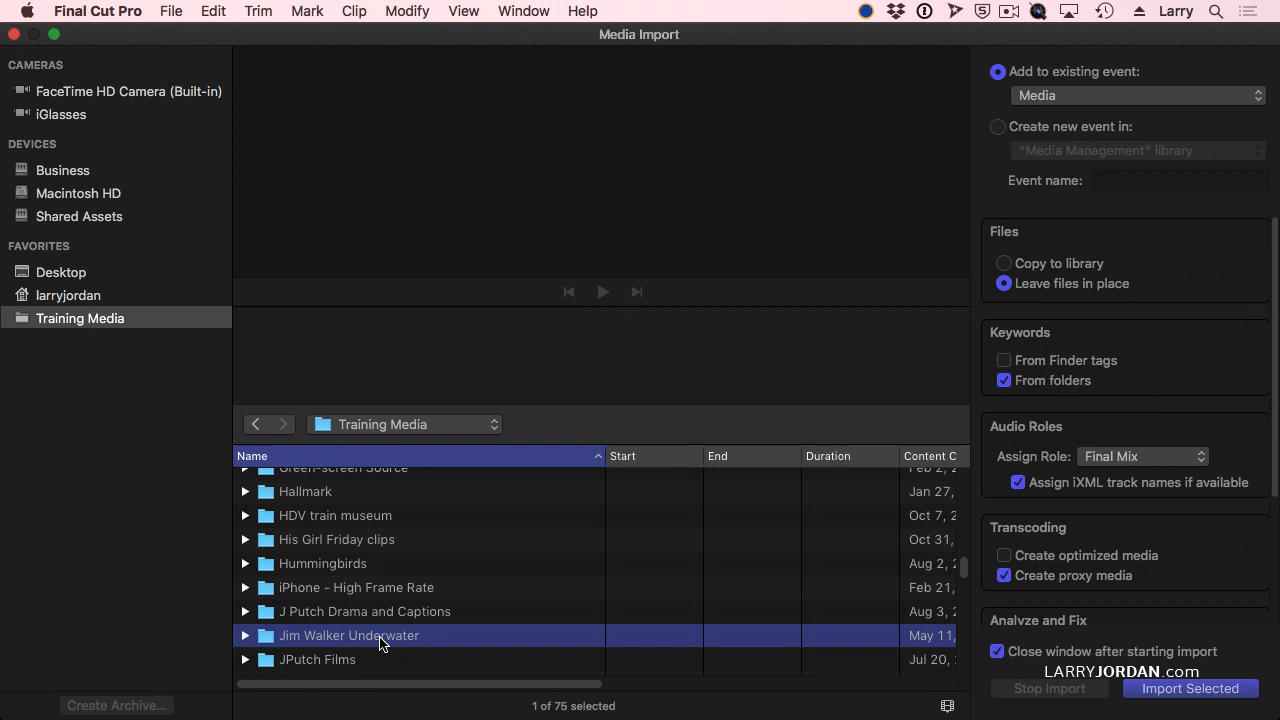 Final Cut Pro File Edit Trim Mark Clip Modify View Window Help Larry
Media Import
CAMERAS
FaceTime HD Camera (Built-in)
iGlasses
DEVICES
Business
Macintosh HD
Shared Assets
FAVORITES
Desktop
larryjordan
Training Media
Create Archive...
Training Media
Name Start End Duration Content C
Green-screen Source Feb 2, 2
Hallmark Jan 27,
HDV train museum Oct 7, 2
His Girl Friday clips Oct 31,
Hummingbirds Aug 2, 2
iPhone - High Frame Rate Feb 21,
J Putch Drama and Captions Aug 3, 2
Jim Walker Underwater May 11,
JPutch Films Jul 20,
1 of 75 selected
Add to existing event:
Media
Create new event in:
"Media Management" library
Event name:
Files
Copy to library
Leave files in place
Keywords
From Finder tags
From folders
Audio Roles
Assign Role: Final Mix
Assign iXML track names if available
Transcoding
Create optimized media
Create proxy media
Analyze and Fix
Close window after starting import
LARRYJORDAN.com
Stop Import Import Selected